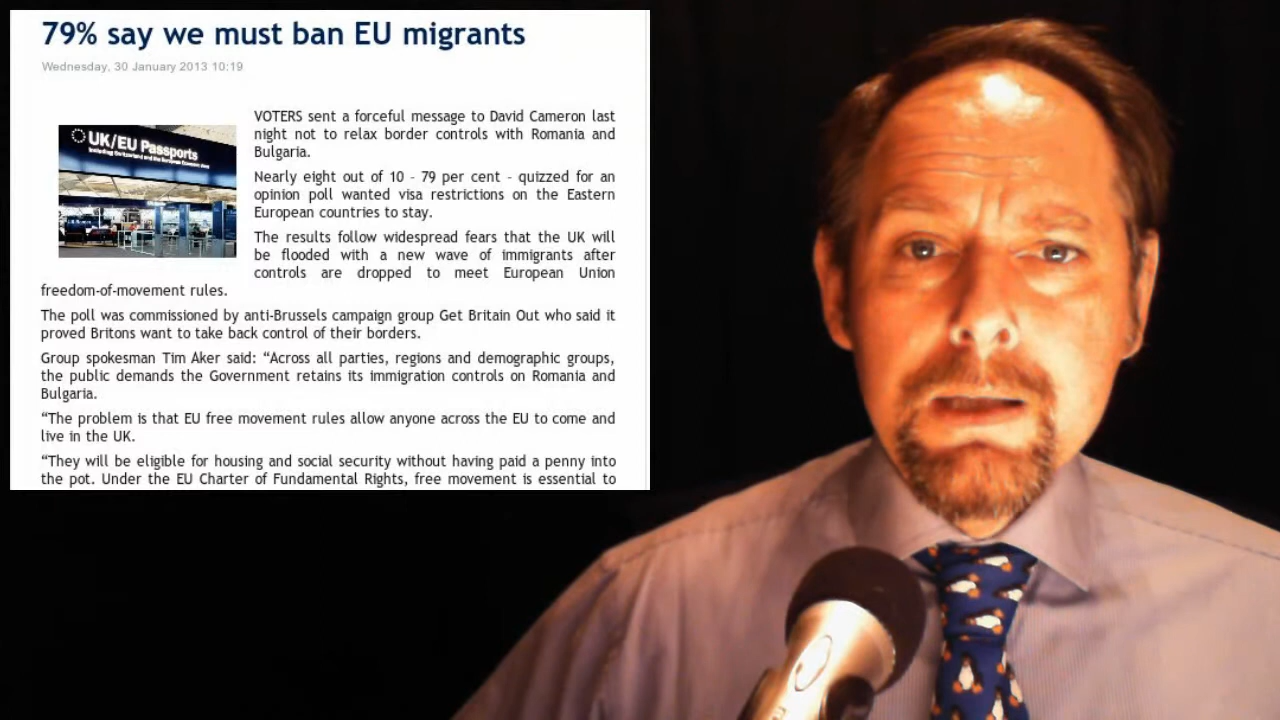 79% say we must ban EU migrants
Wednesday, 30 January 2013 10:19
UK/EU Passports
VOTERS sent a forceful message to David Cameron last
night not to relax border controls with Romania and
Bulgaria.
Nearly eight out of 10 - 79 per cent - quizzed for an
opinion poll wanted visa restrictions on the Eastern
European countries to stay.
The results follow widespread fears that the UK will
be flooded with a new wave of immigrants after
controls are dropped to meet European Union
freedom-of-movement rules.
The poll was commissioned by anti-Brussels campaign group Get Britain Out who said it
proved Britons want to take back control of their borders.
Group spokesman Tim Aker said: “Across all parties, regions and demographic groups,
the public demands the Government retains its immigration controls on Romania and
Bulgaria.
“The problem is that EU free movement rules allow anyone across the EU to come and
live in the UK.
“They will be eligible for housing and social security without having paid a penny into
the pot. Under the EU Charter of Fundamental Rights, free movement is essential to